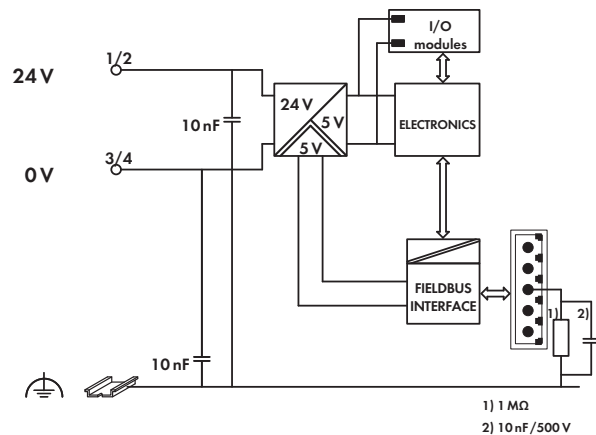 I/O
modules
1/2
24 V
24 V
5 V
5 V
10 nF
ELECTRONICS
3/4
0 V
FIELDBUS
INTERFACE
1)
2)
10 nF
1) 1 MΩ
2) 10 nF/500 V